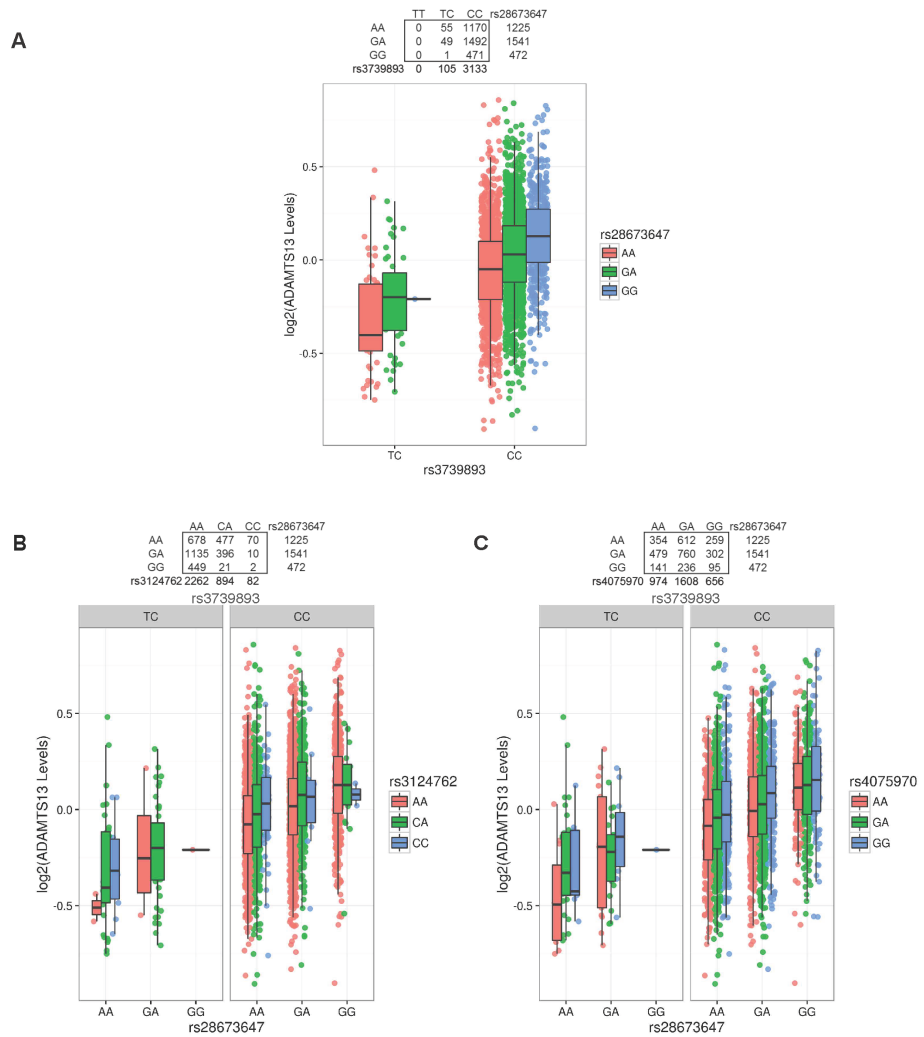 A
TT TC CC rs28673647
AA 0 55 1170 1225
GA 0 49 1492 1541
GG 0 1 471 472
rs3739893 0 105 3133
0.5
0.0
-0.5
log2(ADAMTS13 Levels)
TC CC
rs3739893
rs28673647
AA
GA
GG
B
AA CA CC rs28673647
AA 678 477 70 1225
GA 1135 396 10 1541
GG 449 21 2 472
rs3124762 2262 894 82
rs3739893
TC CC
0.5
0.0
-0.5
log2(ADAMTS13 Levels)
AA GA GG AA GA GG
rs28673647
rs3124762
AA
CA
CC
C
AA GA GG rs28673647
AA 354 612 259 1225
GA 479 760 302 1541
GG 141 236 95 472
rs4075970 974 1608 656
rs3739893
TC CC
0.5
0.0
-0.5
log2(ADAMTS13 Levels)
AA GA GG AA GA GG
rs28673647
rs4075970
AA
GA
GG